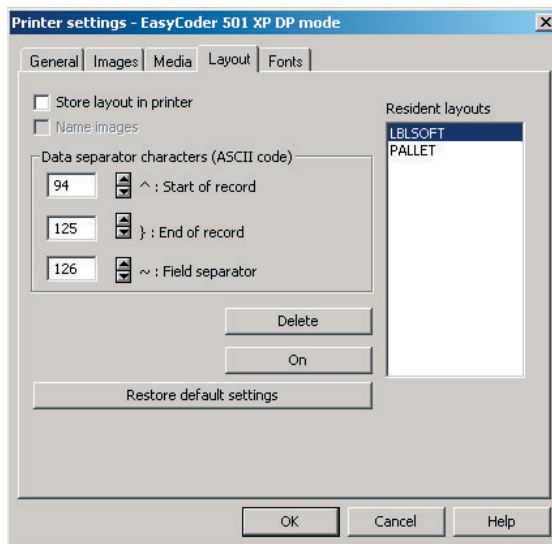 Printer settings - EasyCoder 501 XP DP mode
General Images Media Layout Fonts
Store layout in printer
Name images
Data separator characters (ASCII code)
94 ^ : Start of record
125 } : End of record
126 ~ : Field separator
Delete
On
Restore default settings
Resident layouts
LBLSOFT
PALLET
OK Cancel Help